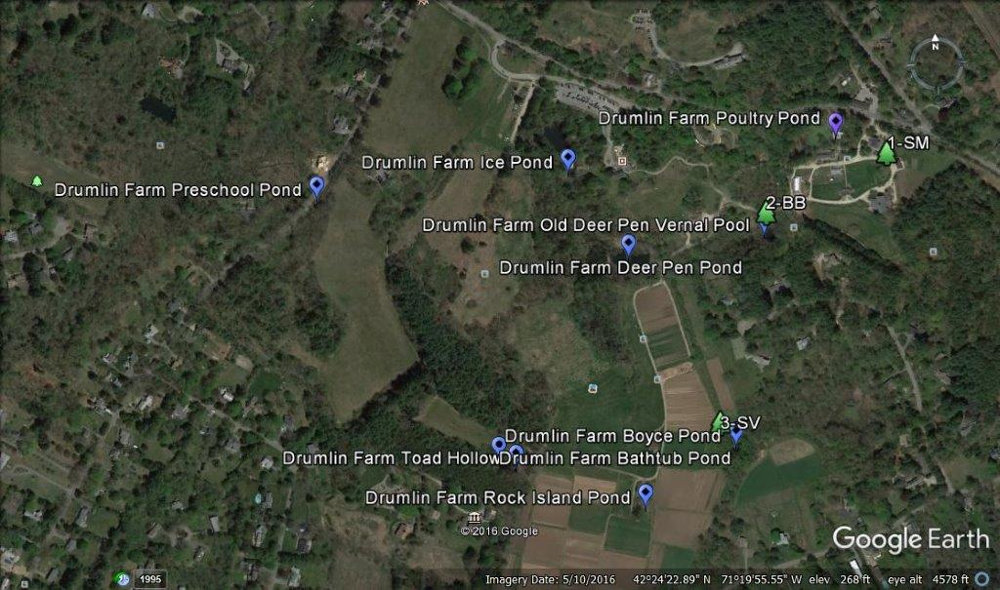 N
Drumlin Farm Poultry Pond
1-SM
Drumlin Farm Ice Pond
Drumlin Farm Preschool Pond
2-BB
Drumlin Farm Old Deer Pen Vernal Pool
Drumlin Farm Deer Pen Pond
3-SV
Drumlin Farm Boyce Pond
Drumlin Farm Toad Hollow
Drumlin Farm Bathtub Pond
Drumlin Farm Rock Island Pond
© 2016 Google
Google Earth
1995
Imagery Date: 5/10/2016 42°24'22.89" N 71°19'55.55" W elev 268 ft eye alt 4578 ft